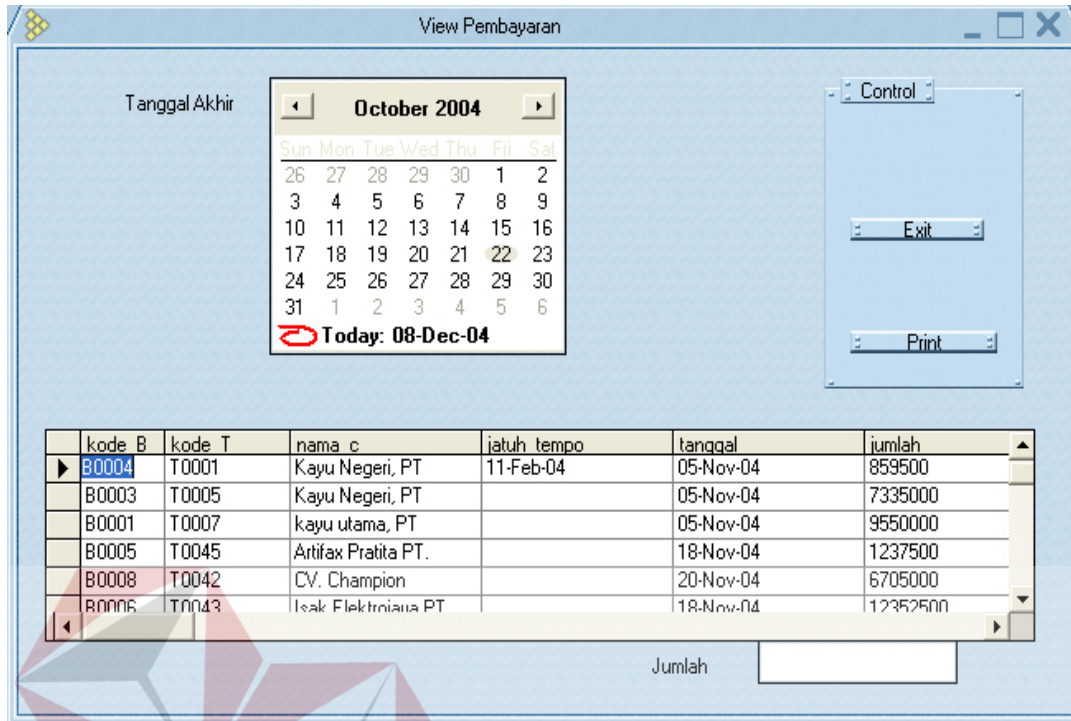 View Pembayaran
Tanggal Akhir
October 2004
Sun Mon Tue Wed Thu Fri Sat
26 27 28 29 30 1 2
3 4 5 6 7 8 9
10 11 12 13 14 15 16
17 18 19 20 21 22 23
24 25 26 27 28 29 30
31 1 2 3 4 5 6
Today: 08-Dec-04
Control
Exit
Print
kode_B kode_T nama_c jatuh_tempo tanggal jumlah
B0004 T0001 Kayu Negeri, PT 11-Feb-04 05-Nov-04 859500
B0003 T0005 Kayu Negeri, PT 05-Nov-04 7335000
B0001 T0007 kayu utama, PT 05-Nov-04 9550000
B0005 T0045 Artifax Pratita PT. 18-Nov-04 1237500
B0008 T0042 CV. Champion 20-Nov-04 6705000
B0006 T0043 Isak Elektrojaya PT 18-Nov-04 12352500
Jumlah